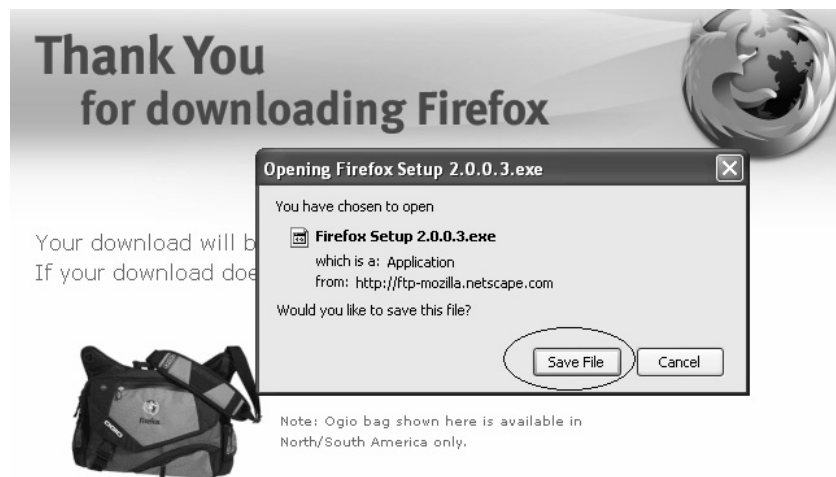 Thank You
for downloading Firefox
Opening Firefox Setup 2.0.0.3.exe
You have chosen to open
Firefox Setup 2.0.0.3.exe
which is a: Application
from: http://ftp-mozilla.netscape.com
Would you like to save this file?
Save File Cancel
Your download will b
If your download doe
OGIO
Firefox
Note: Ogio bag shown here is available in
North/South America only.